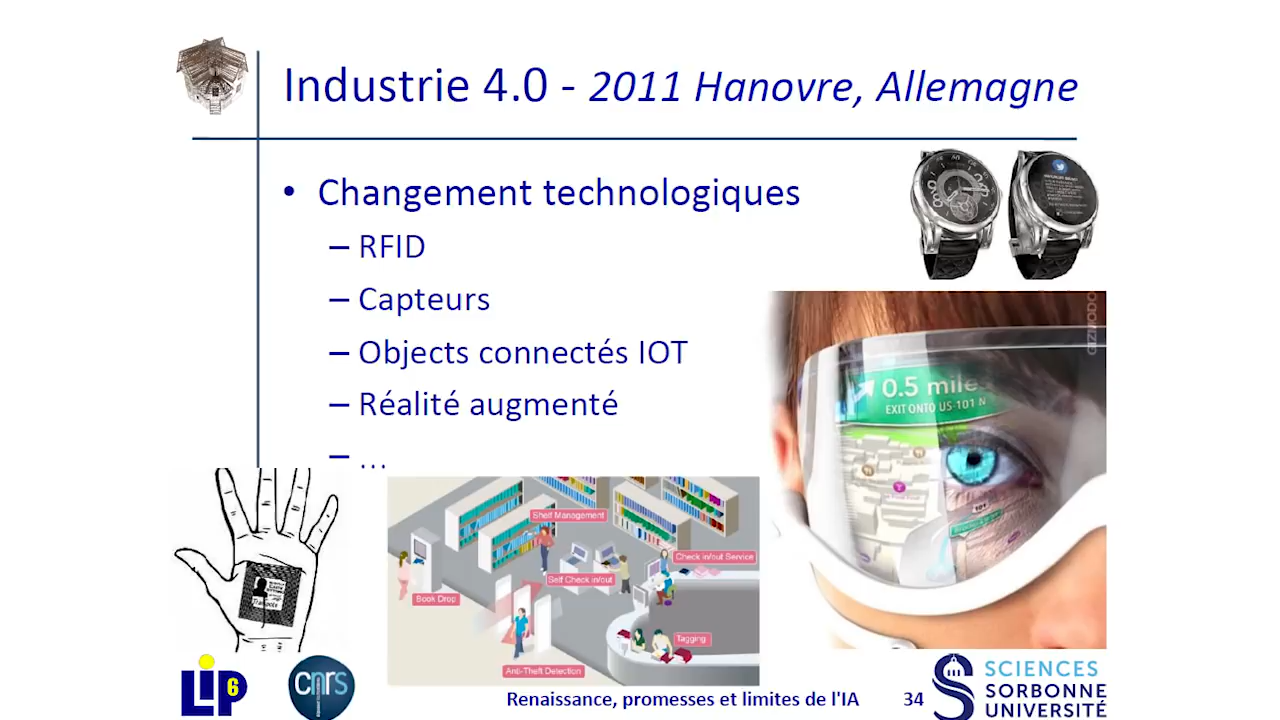 Industrie 4.0 - 2011 Hanovre, Allemagne
• Changement technologiques
– RFID
– Capteurs
– Objects connectés IOT
– Réalité augmenté
– ...
0.5 mile
EXIT ONTO US-101 N
101
Shelf Management
Check in/out Service
Self Check in/out
Book Drop
Tagging
Anti-Theft Detection
LIP6
cnrs
Renaissance, promesses et limites de l'IA
34
SCIENCES
SORBONNE
UNIVERSITÉ